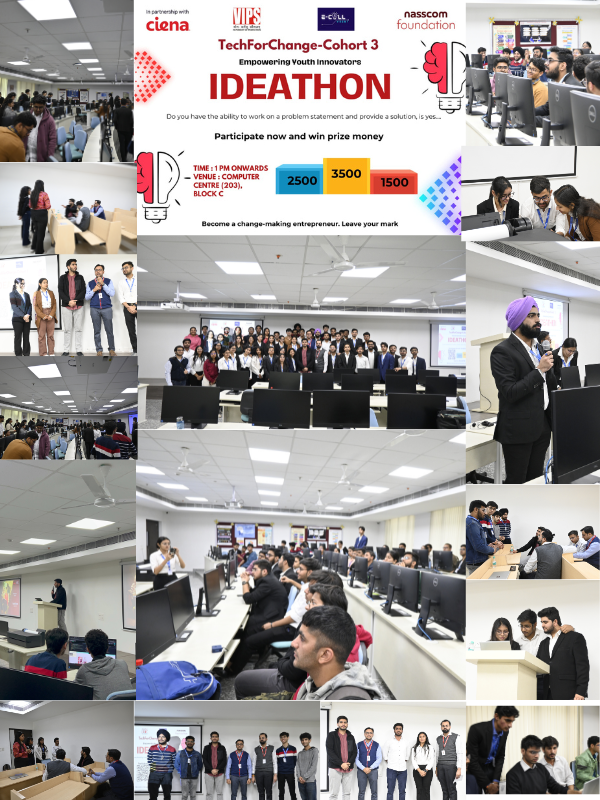 In partnership with
ciena
VIPS
E-CELL
nasscom
foundation
TechForChange-Cohort 3
Empowering Youth Innovators
IDEATHON
Do you have the ability to work on a problem statement and provide a solution, is yes...
Participate now and win prize money
TIME : 1 PM ONWARDS
VENUE : COMPUTER
CENTRE (203),
BLOCK C
2500
3500
1500
Become a change-making entrepreneur. Leave your mark